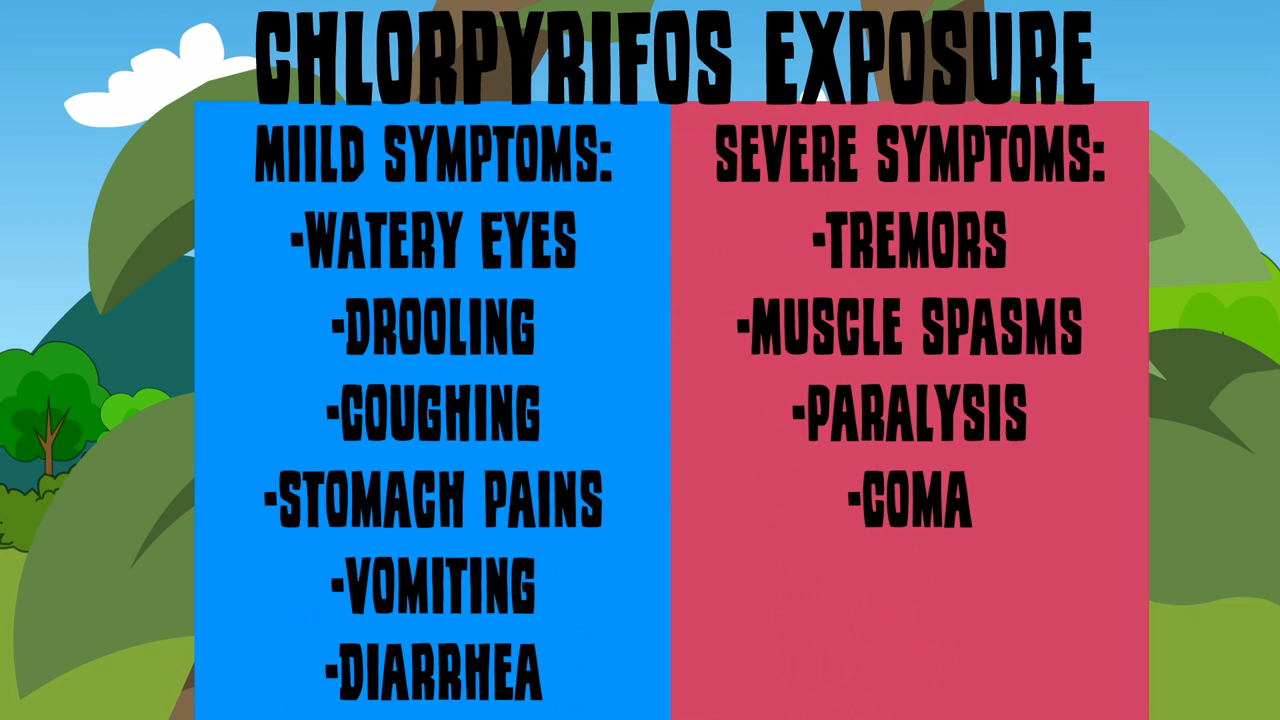 CHLORPYRIFOS EXPOSURE
MIILD SYMPTOMS:
-WATERY EYES
-DROOLING
-COUGHING
-STOMACH PAINS
-VOMITING
-DIARRHEA
SEVERE SYMPTOMS:
-TREMORS
-MUSCLE SPASMS
-PARALYSIS
-COMA